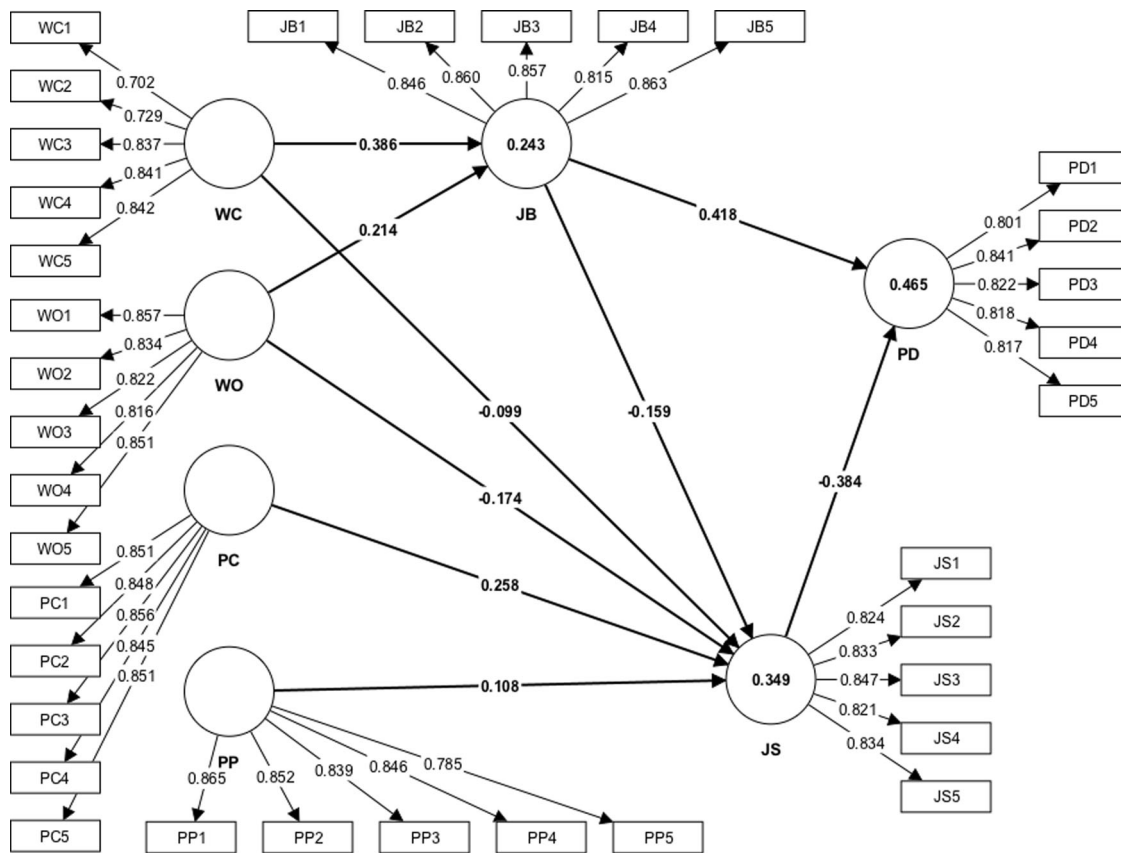 WC1
WC2
WC3
WC4
WC5
0.702
0.729
0.837
0.841
0.842
WC
JB1
JB2
JB3
JB4
JB5
0.846
0.860
0.857
0.815
0.863
0.243
JB
0.386
0.214
0.418
WO1
WO2
WO3
WO4
WO5
0.857
0.834
0.822
0.816
0.851
WO
-0.099
-0.159
-0.174
-0.384
PD1
PD2
PD3
PD4
PD5
0.801
0.841
0.822
0.818
0.817
0.465
PD
PC1
PC2
PC3
PC4
PC5
0.851
0.848
0.856
0.845
0.851
PC
0.258
0.108
PP
0.865
0.852
0.839
0.846
0.785
PP1
PP2
PP3
PP4
PP5
0.349
JS
0.824
0.833
0.847
0.821
0.834
JS1
JS2
JS3
JS4
JS5